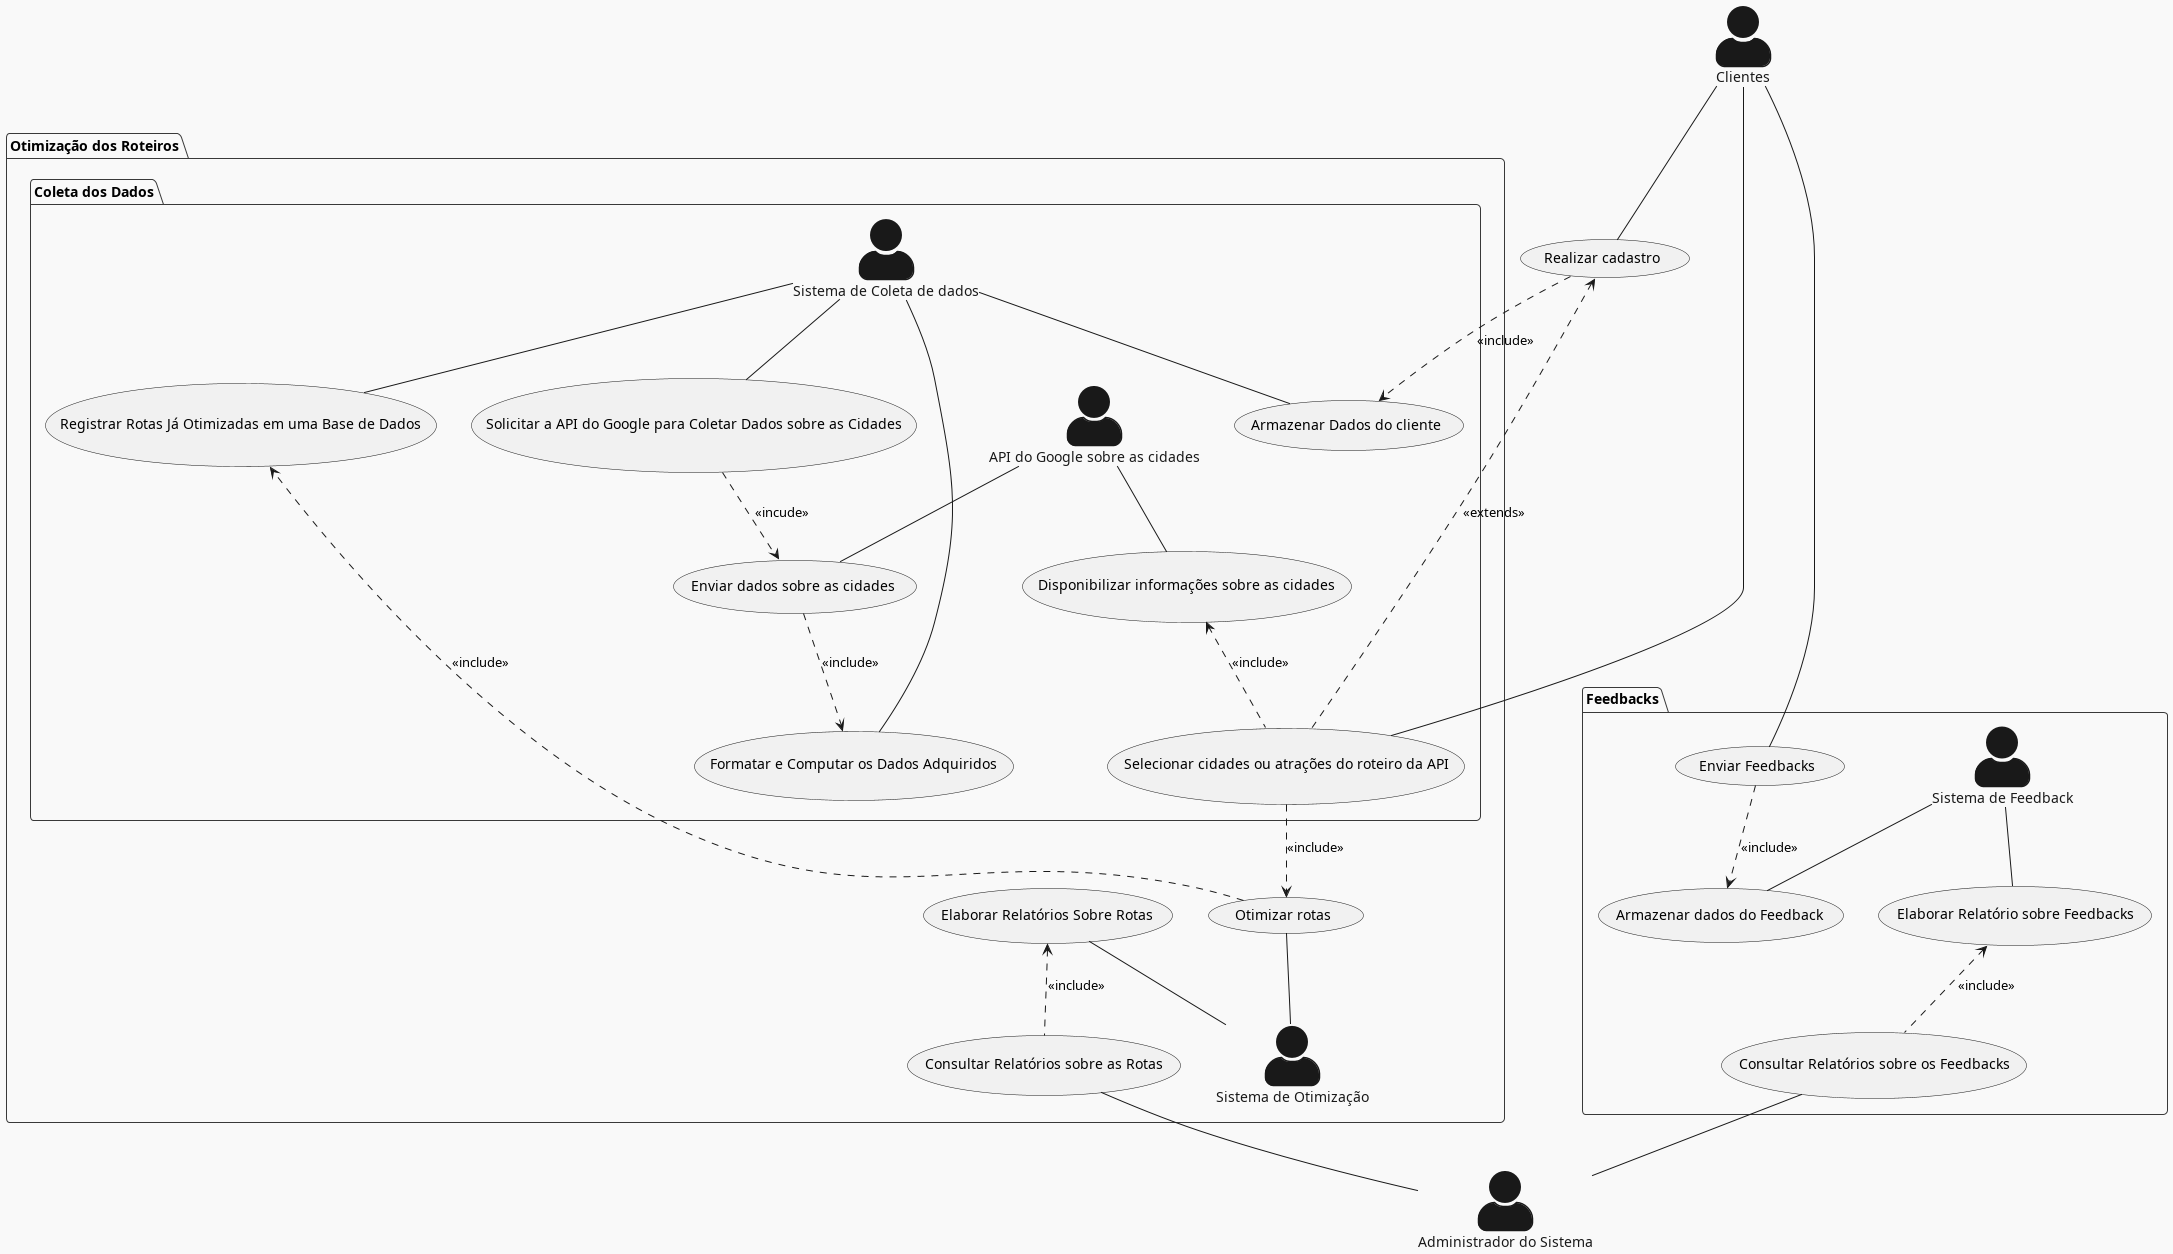 Clientes
Otimização dos Roteiros
Coleta dos Dados
Sistema de Coleta de dados
Realizar cadastro
«include»
Registrar Rotas Já Otimizadas em uma Base de Dados
Solicitar a API do Google para Coletar Dados sobre as Cidades
Armazenar Dados do cliente
API do Google sobre as cidades
«incude»
«extends»
Enviar dados sobre as cidades
Disponibilizar informações sobre as cidades
«include»
«include»
«include»
Feedbacks
Formatar e Computar os Dados Adquiridos
Selecionar cidades ou atrações do roteiro da API
Enviar Feedbacks
Sistema de Feedback
«include»
«include»
Elaborar Relatórios Sobre Rotas
Otimizar rotas
Armazenar dados do Feedback
Elaborar Relatório sobre Feedbacks
«include»
«include»
Consultar Relatórios sobre as Rotas
Sistema de Otimização
Consultar Relatórios sobre os Feedbacks
Administrador do Sistema